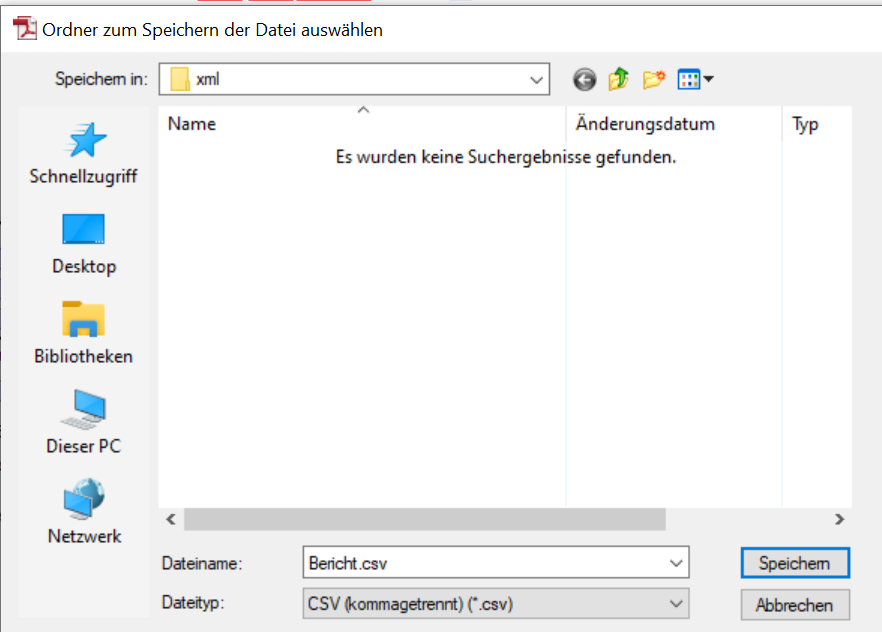 Ordner zum Speichern der Datei auswählen
Speichern in: xml
Name Änderungsdatum Typ
Es wurden keine Suchergebnisse gefunden.
Schnellzugriff
Desktop
Bibliotheken
Dieser PC
Netzwerk
Dateiname: Bericht.csv Speichern
Dateityp: CSV (kommagetrennt) (*.csv) Abbrechen